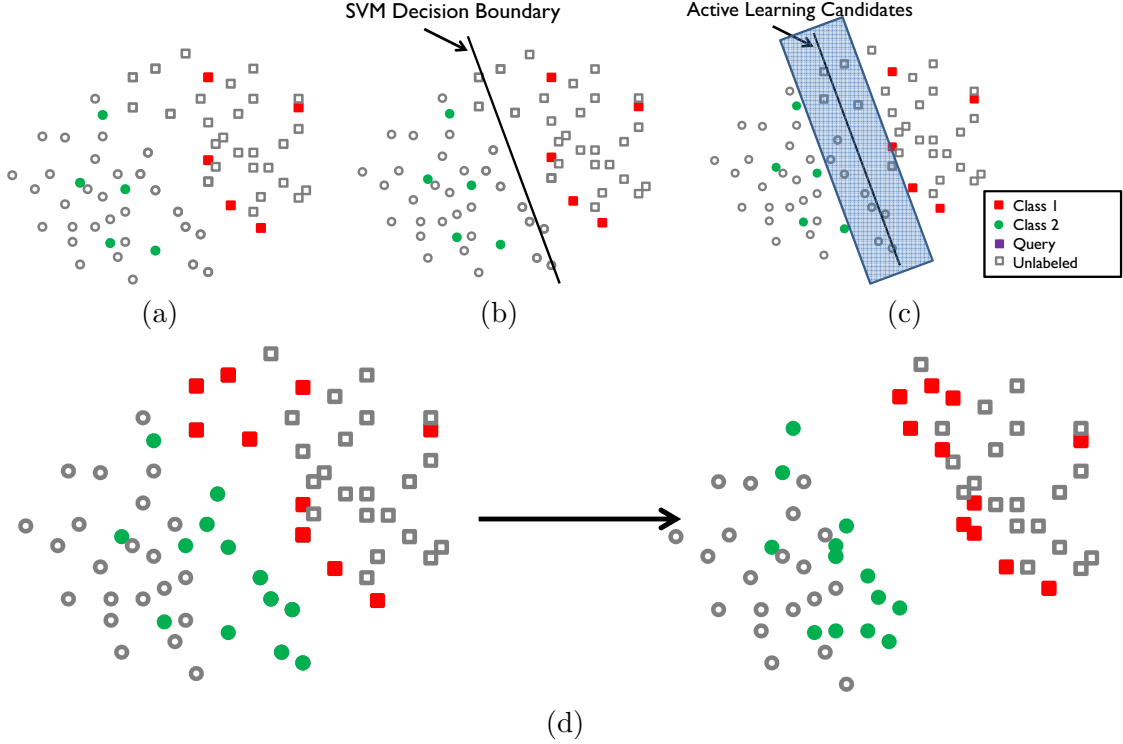 SVM Decision Boundary
Active Learning Candidates
Class 1
Class 2
Query
Unlabeled
(a)
(b)
(c)
(d)